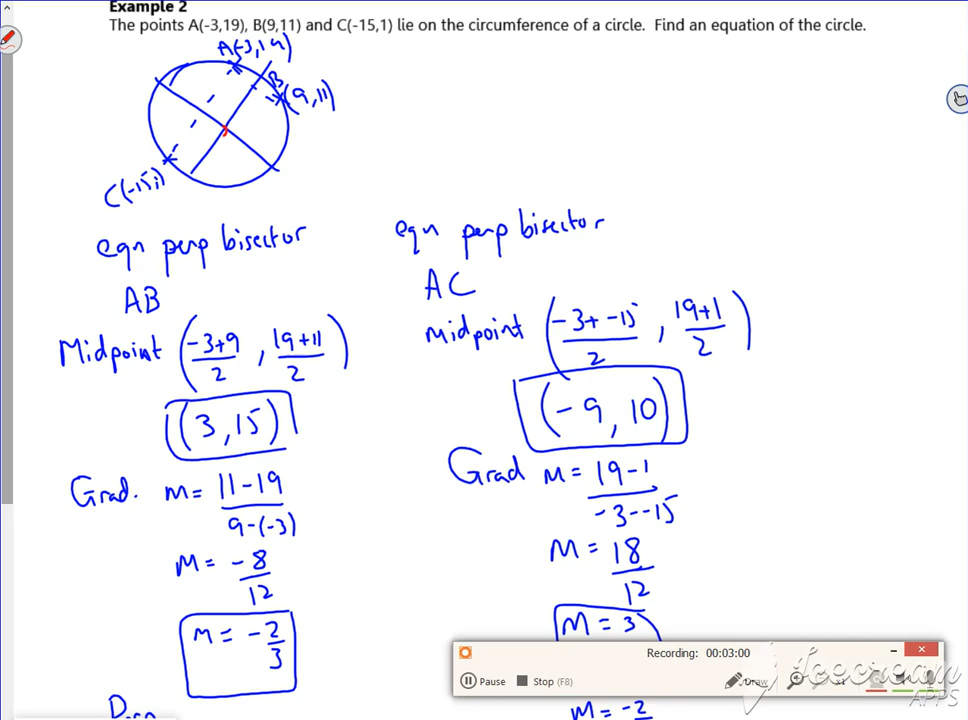 Example 2
The points A(-3,19), B(9,11) and C(-15,1) lie on the circumference of a circle. Find an equation of the circle.
A(-3,19)
B
(9,11)
C(-15,1)
eqn perp bisector
AB
Midpoint (-3+9/2 , 19+11/2)
(3,15)
Grad. m = 11-19/9-(-3)
m = -8/12
m = -2/3
eqn perp bisector
AC
midpoint (-3+-15/2 , 19+1/2)
(-9, 10)
Grad m = 19-1/-3--15
m = 18/12
m = 3
m = -2
Recording: 00:03:00
Pause
Stop (F8)
Draw
x1
Icecream
APPS